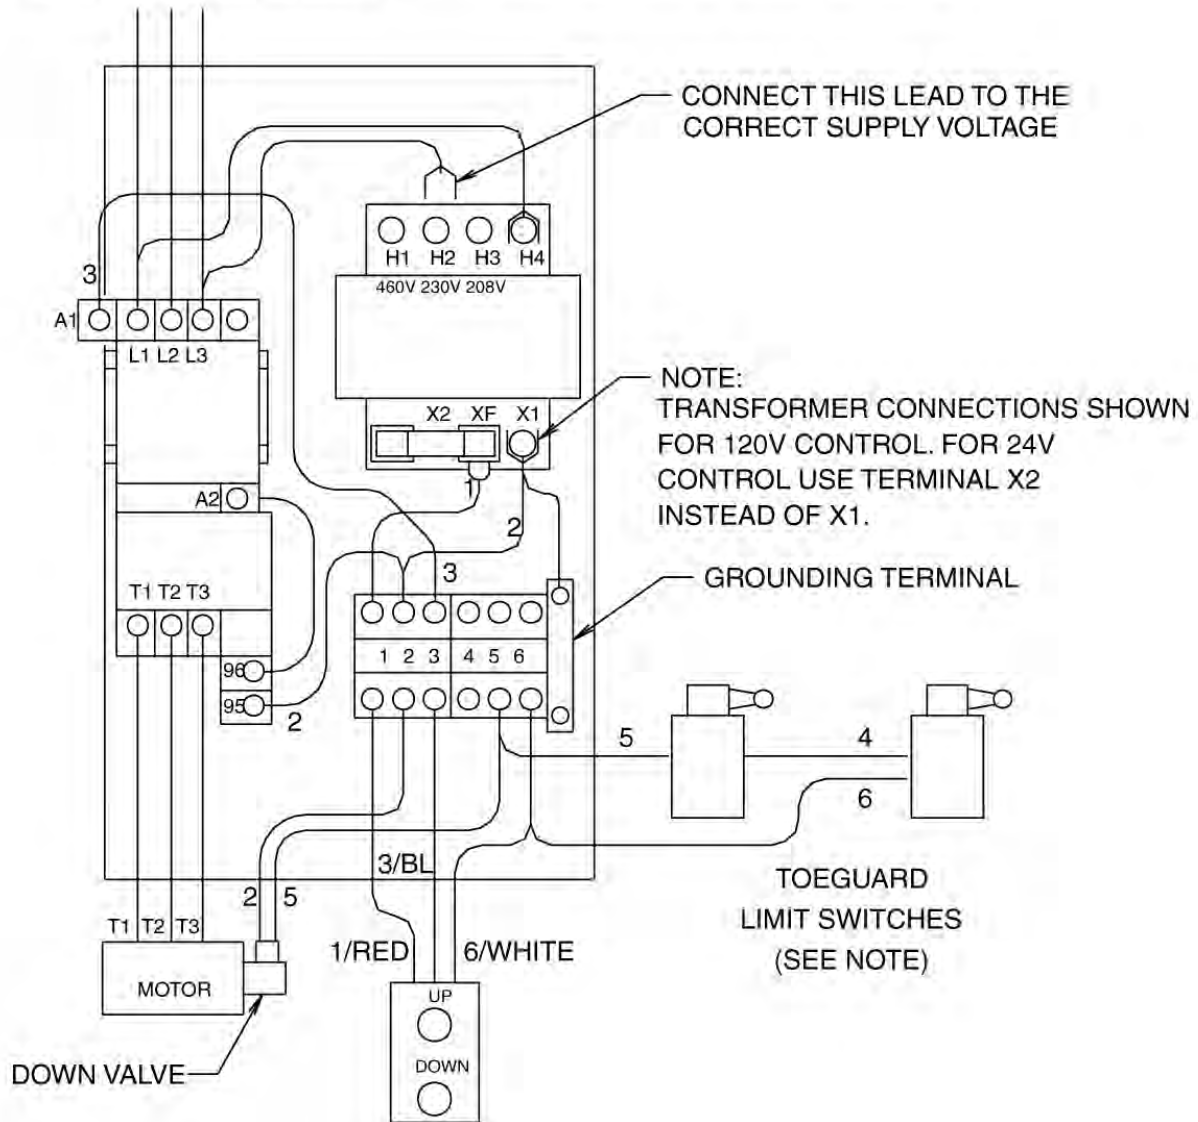 CONNECT THIS LEAD TO THE
CORRECT SUPPLY VOLTAGE
H1 H2 H3 H4
460V 230V 208V
3
A1
L1 L2 L3
NOTE:
TRANSFORMER CONNECTIONS SHOWN
FOR 120V CONTROL. FOR 24V
CONTROL USE TERMINAL X2
INSTEAD OF X1.
X2 XF X1
A2
1
2
3
GROUNDING TERMINAL
T1 T2 T3
1 2 3 4 5 6
96
95
2
5
4
6
3/BL
2 5
TOEGUARD
LIMIT SWITCHES
(SEE NOTE)
T1 T2 T3
1/RED
6/WHITE
MOTOR
UP
DOWN
DOWN VALVE